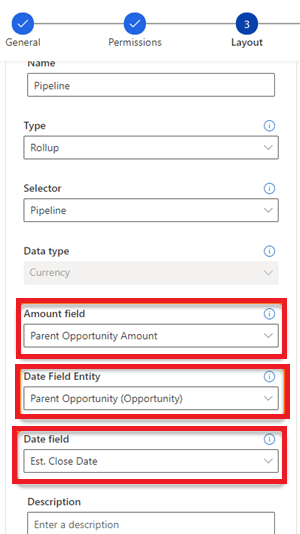 General
Permissions
3
Layout
Name
Pipeline
Type
Rollup
Selector
Pipeline
Data type
Currency
Amount field
Parent Opportunity Amount
Date Field Entity
Parent Opportunity (Opportunity)
Date field
Est. Close Date
Description
Enter a description